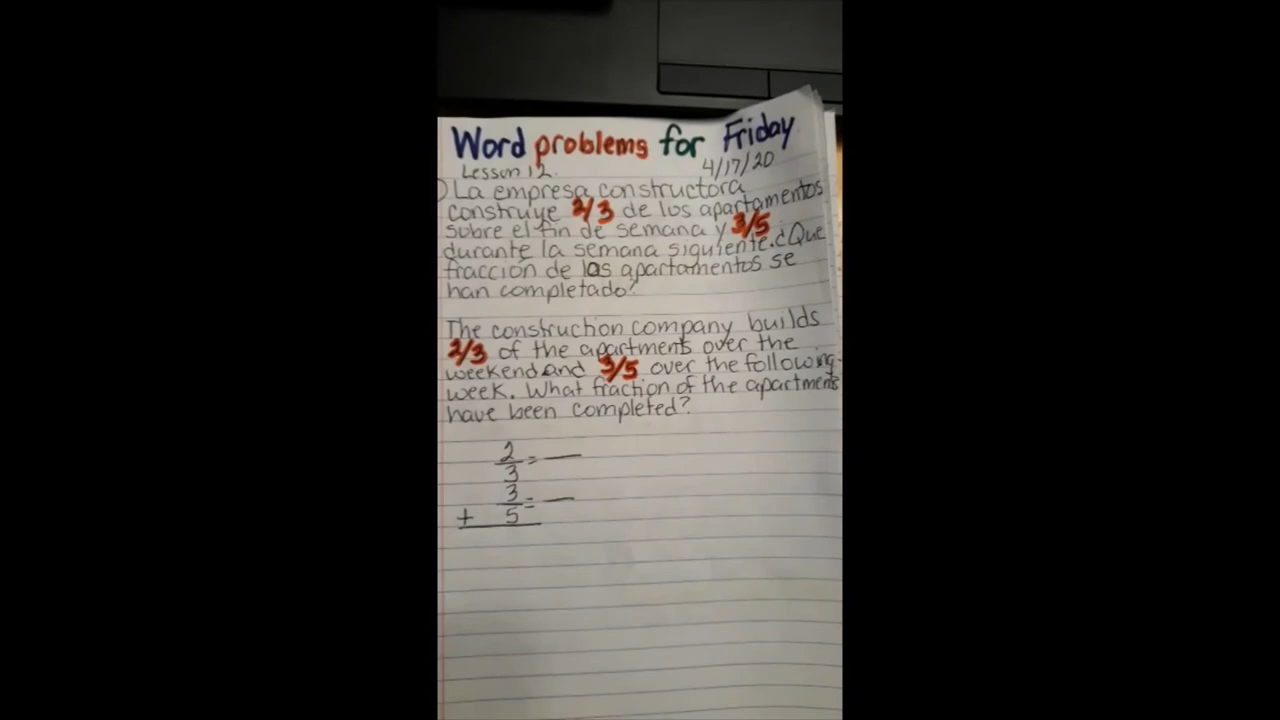 Word problems for Friday
Lesson 12. 4/17/20
) La empresa constructora
construye 2/3 de los apartamentos
sobre el fin de semana y 3/5
durante la semana siguiente. ¿Que
fracción de los apartamentos se
han completado?
The construction company builds
2/3 of the apartments over the
weekend and 3/5 over the following
week. What fraction of the apartments
have been completed?
2/3 = __
+ 3/5 = __